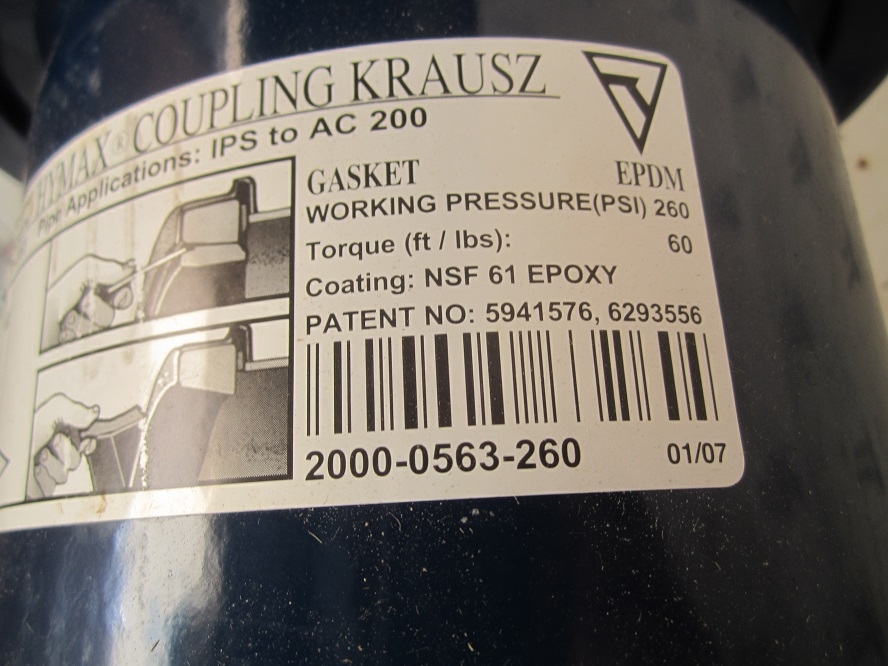 HYMAX® COUPLING KRAUSZ
Pipe Applications: IPS to AC 200
GASKET EPDM
WORKING PRESSURE(PSI) 260
Torque (ft / lbs): 60
Coating: NSF 61 EPOXY
PATENT NO: 5941576, 6293556
2000-0563-260 01/07